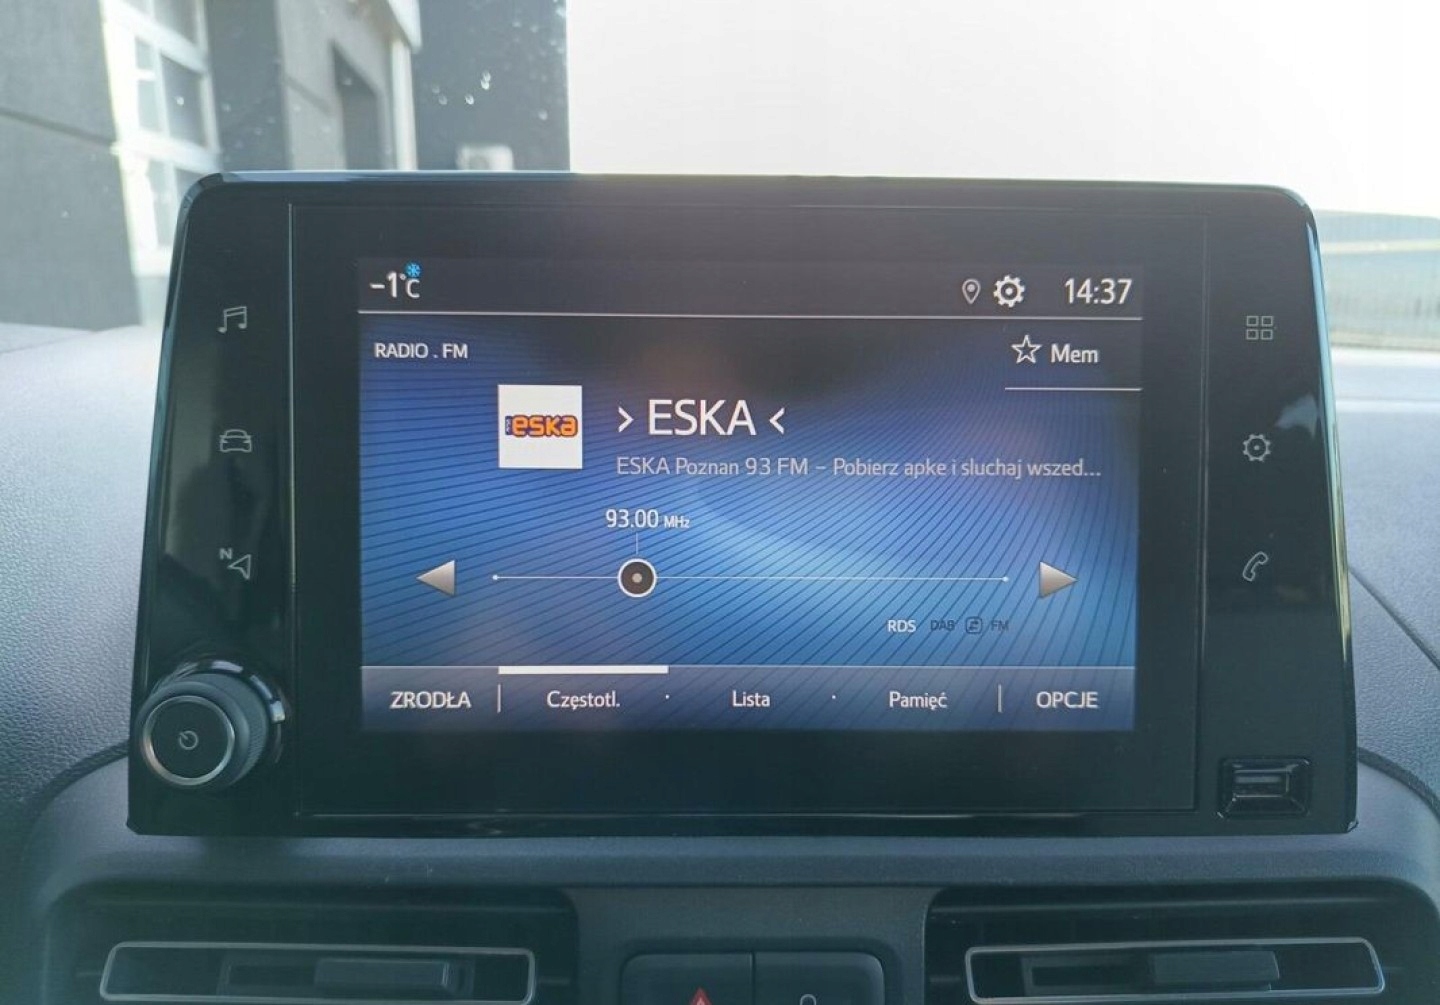 -1°C
14:37
RADIO . FM
Mem
eska
> ESKA <
ESKA Poznan 93 FM – Pobierz apke i sluchaj wszed...
93.00 MHz
N
RDS DAB FM
ZRODŁA Częstotl. Lista Pamięć OPCJE